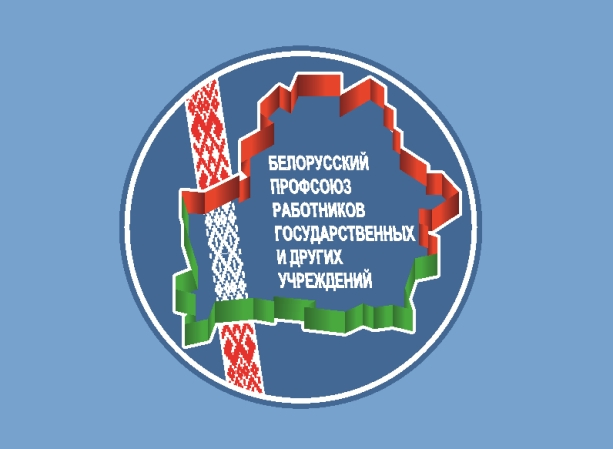 БЕЛОРУССКИЙ
ПРОФСОЮЗ
РАБОТНИКОВ
ГОСУДАРСТВЕННЫХ
И ДРУГИХ
УЧРЕЖДЕНИЙ